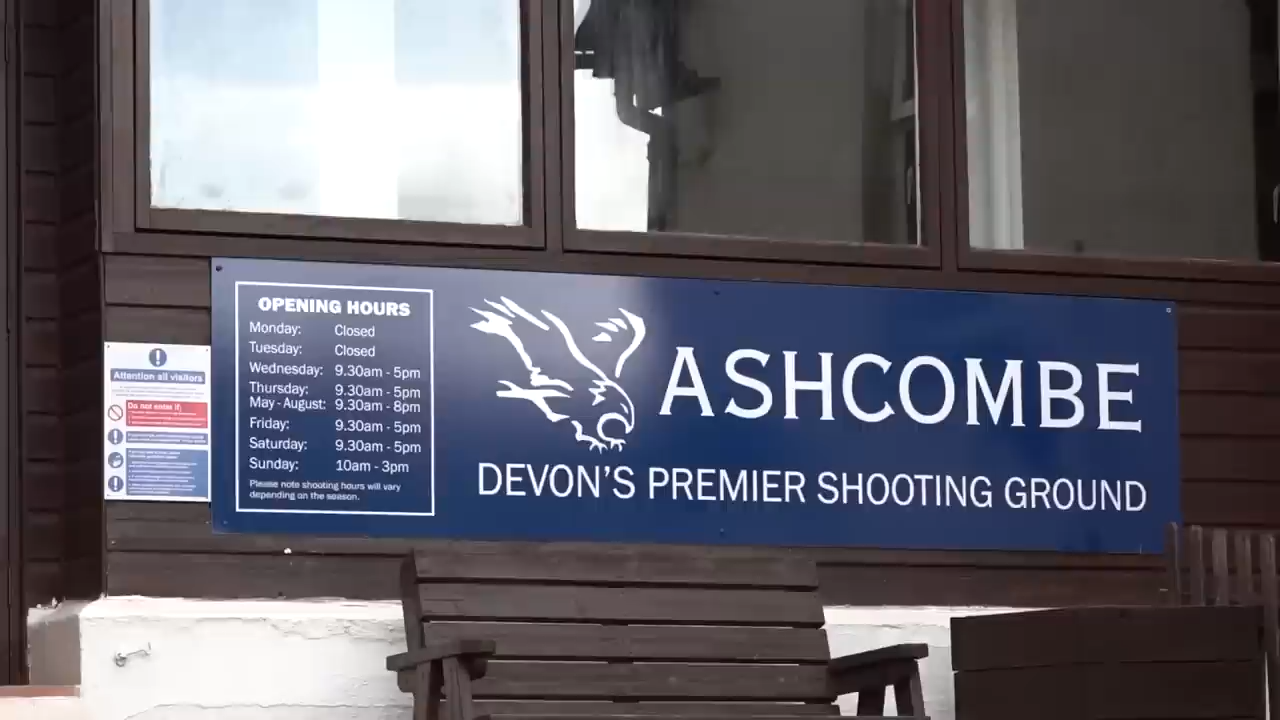 OPENING HOURS
Monday: Closed
Tuesday: Closed
Wednesday: 9.30am - 5pm
Thursday: 9.30am - 5pm
May - August: 9.30am - 8pm
Friday: 9.30am - 5pm
Saturday: 9.30am - 5pm
Sunday: 10am - 3pm
Please note shooting hours will vary
depending on the season.
ASHCOMBE
DEVON'S PREMIER SHOOTING GROUND
Attention all visitors
Do not enter if: